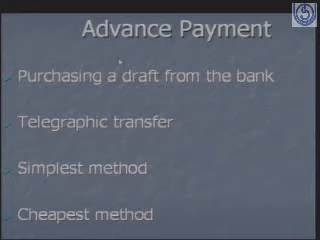 Advance Payment
Purchasing a draft from the bank
Telegraphic transfer
Simplest method
Cheapest method